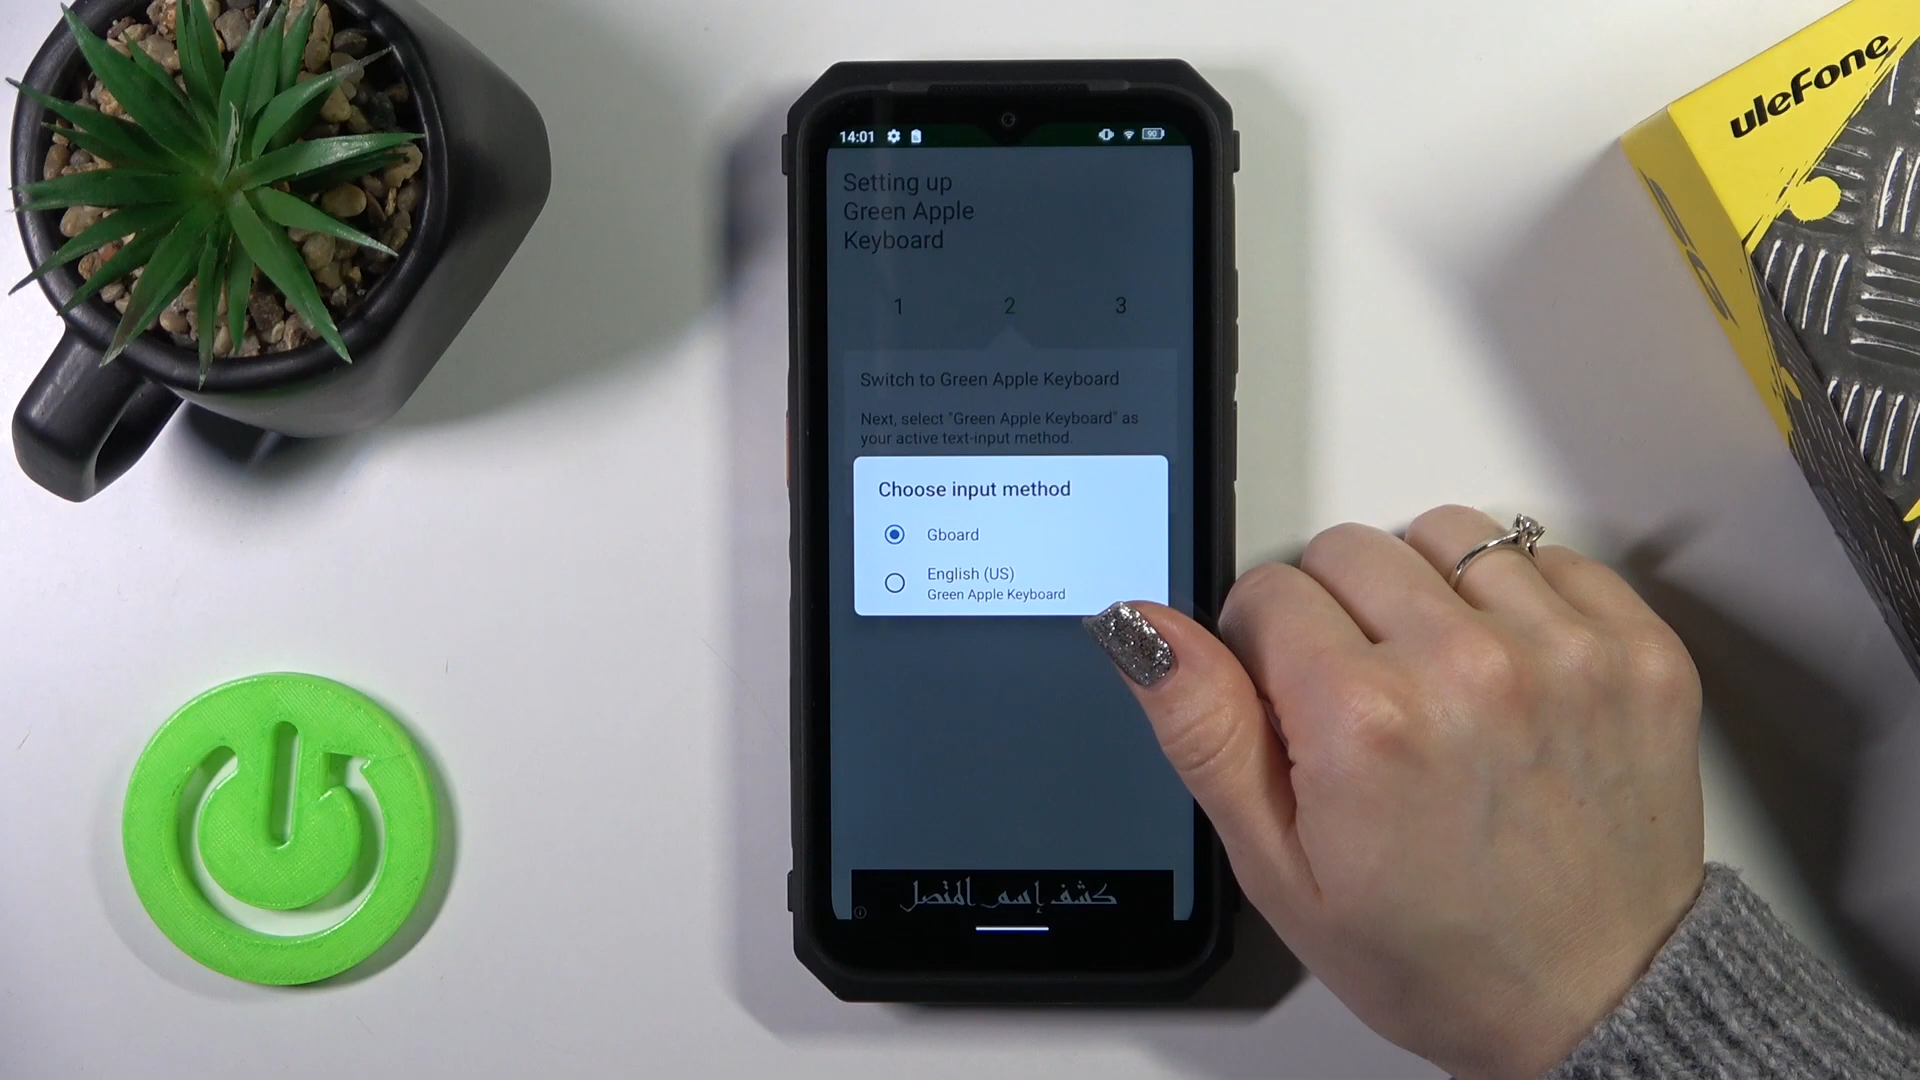 14:01
90
Setting up
Green Apple
Keyboard
1 2 3
Switch to Green Apple Keyboard
Next, select "Green Apple Keyboard" as
your active text-input method.
Choose input method
Gboard
English (US)
Green Apple Keyboard
كشف إسم المتصل
uleFone
5G